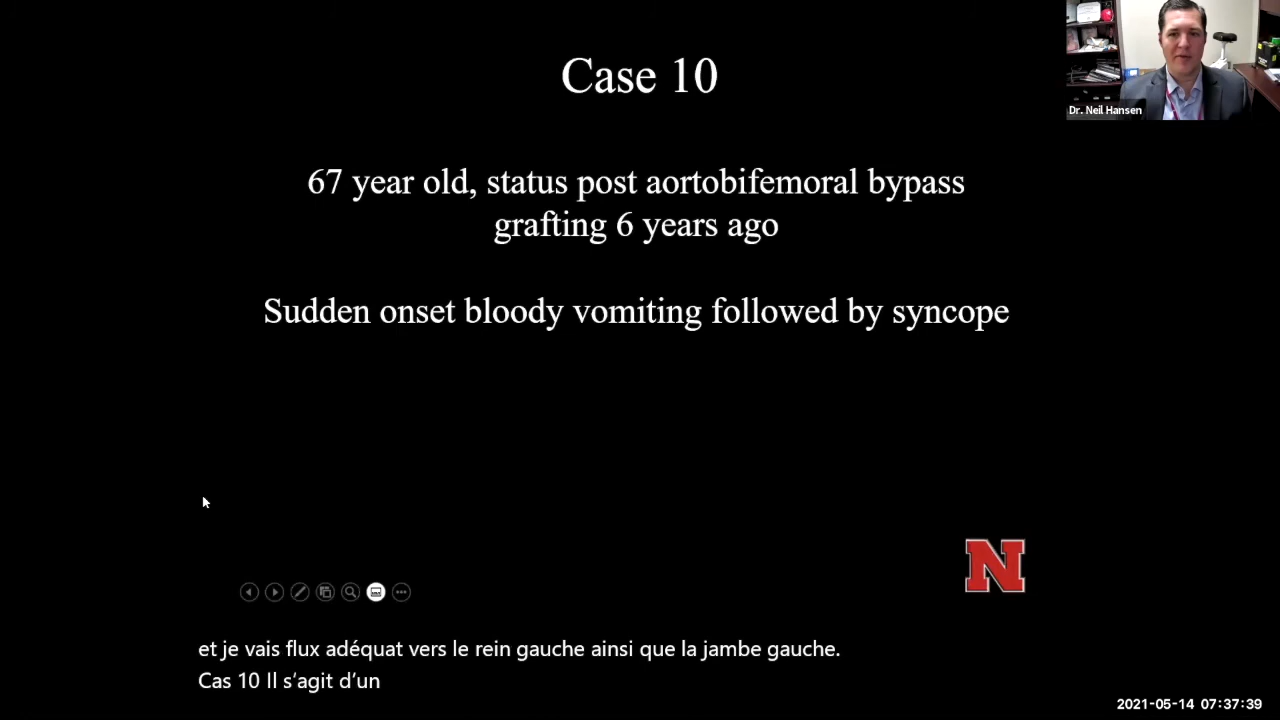 Case 10
Dr. Neil Hansen
67 year old, status post aortobifemoral bypass
grafting 6 years ago
Sudden onset bloody vomiting followed by syncope
N
et je vais flux adéquat vers le rein gauche ainsi que la jambe gauche.
Cas 10 Il s’agit d’un
2021-05-14 07:37:39